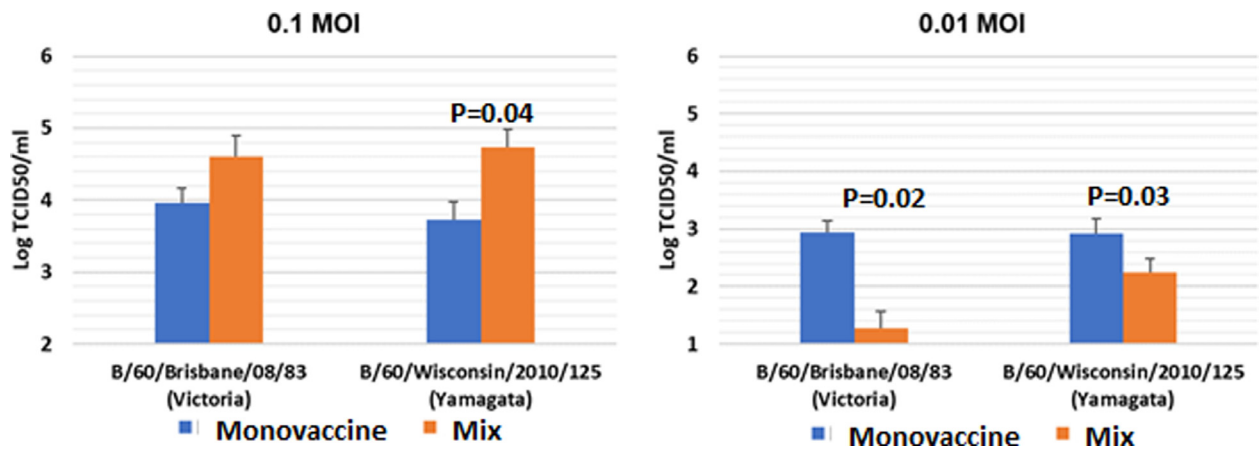 0.1 MOI
6
5
4
3
2
Log TCID50/ml
P=0.04
B/60/Brisbane/08/83
(Victoria)
B/60/Wisconsin/2010/125
(Yamagata)
Monovaccine Mix
0.01 MOI
6
5
4
3
2
1
Log TCID50/ml
P=0.02
P=0.03
B/60/Brisbane/08/83
(Victoria)
B/60/Wisconsin/2010/125
(Yamagata)
Monovaccine Mix